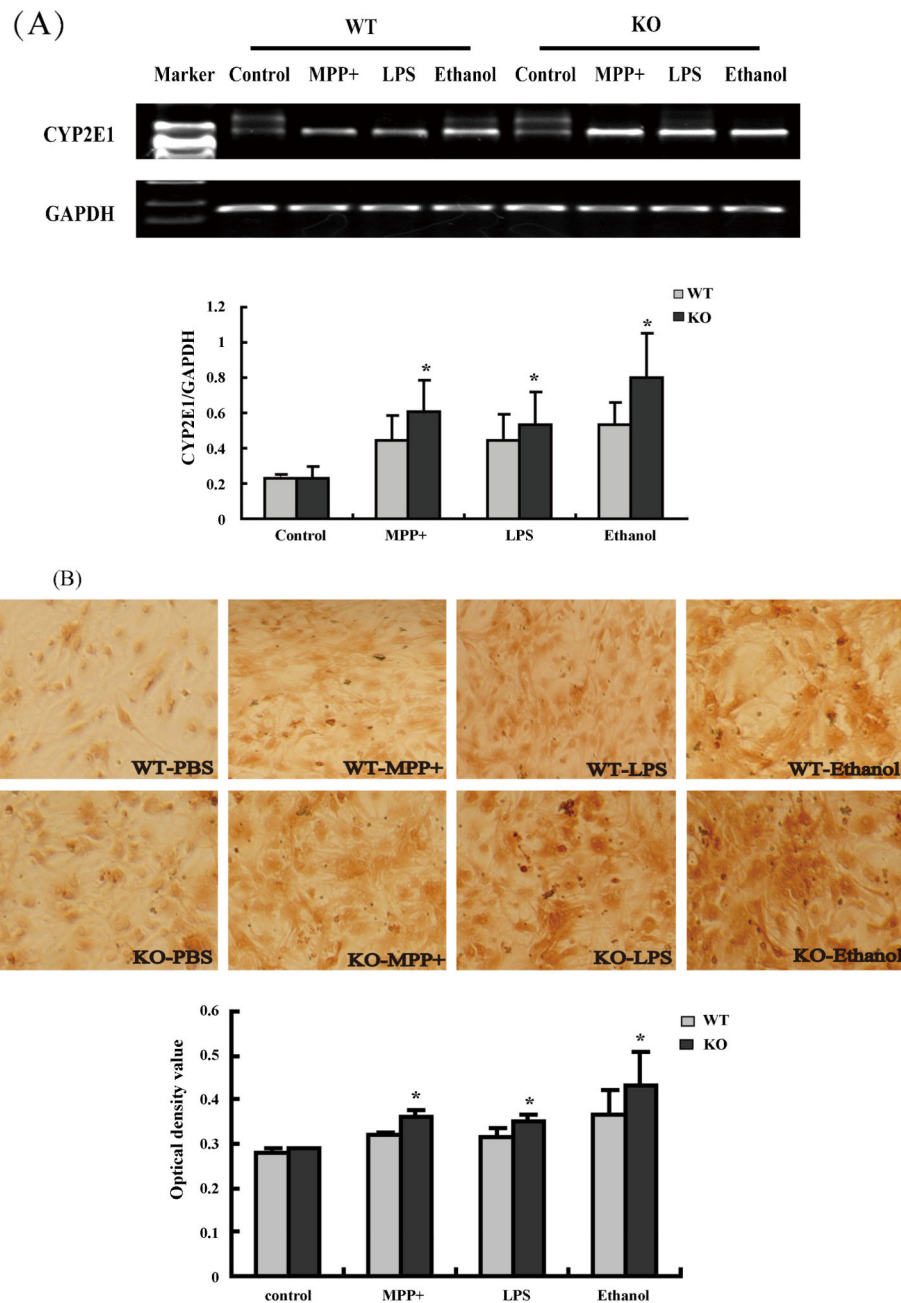 (A)
WT KO
Marker Control MPP+ LPS Ethanol Control MPP+ LPS Ethanol
CYP2E1
GAPDH
WT
KO
CYP2E1/GAPDH
1.2
1
0.8
0.6
0.4
0.2
0
* * *
Control MPP+ LPS Ethanol
(B)
WT-PBS WT-MPP+ WT-LPS WT-Ethanol
KO-PBS KO-MPP+ KO-LPS KO-Ethanol
WT
KO
Optical density value
0.6
0.5
0.4
0.3
0.2
0.1
0
* * *
control MPP+ LPS Ethanol